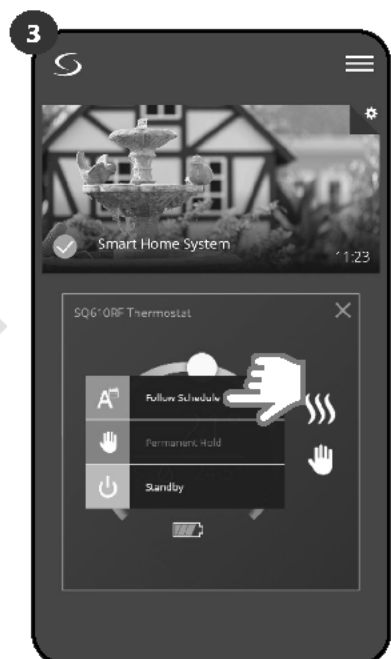 3
Smart Home System
11:23
SQ610RF Thermostat
A
Follow Schedule
Permanent Hold
Standby